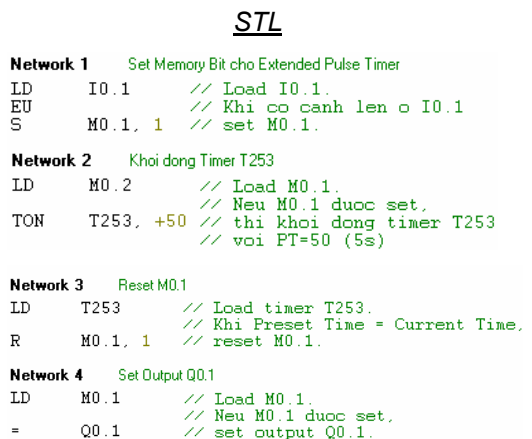 STL
Network 1 Set Memory Bit cho Extended Pulse Timer
LD I0.1 // Load I0.1.
EU // Khi co canh len o I0.1
S M0.1, 1 // set M0.1.
Network 2 Khoi dong Timer T253
LD M0.2 // Load M0.1.
// Neu M0.1 duoc set,
TON T253, +50 // thi khoi dong timer T253
// voi PT=50 (5s)
Network 3 Reset M0.1
LD T253 // Load timer T253.
// Khi Preset Time = Current Time,
R M0.1, 1 // reset M0.1.
Network 4 Set Output Q0.1
LD M0.1 // Load M0.1.
// Neu M0.1 duoc set,
= Q0.1 // set output Q0.1.